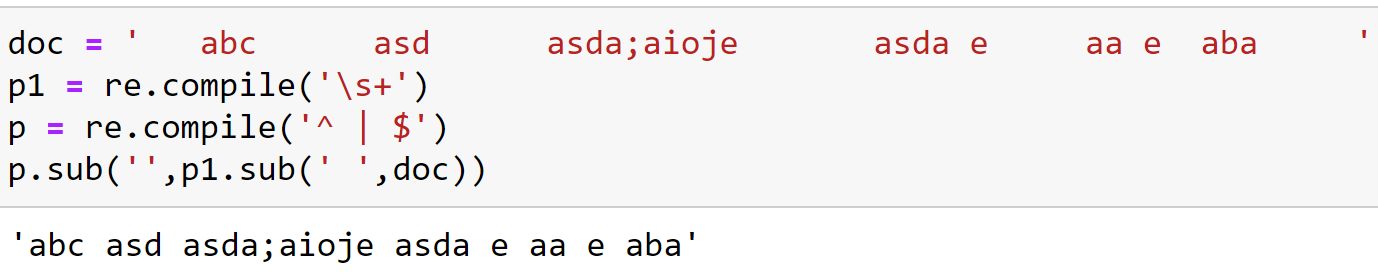 doc = '   abc      asd      asda;aioje       asda e     aa e  aba     '
p1 = re.compile('\s+')
p = re.compile('^ | $')
p.sub('',p1.sub(' ',doc))
'abc asd asda;aioje asda e aa e aba'